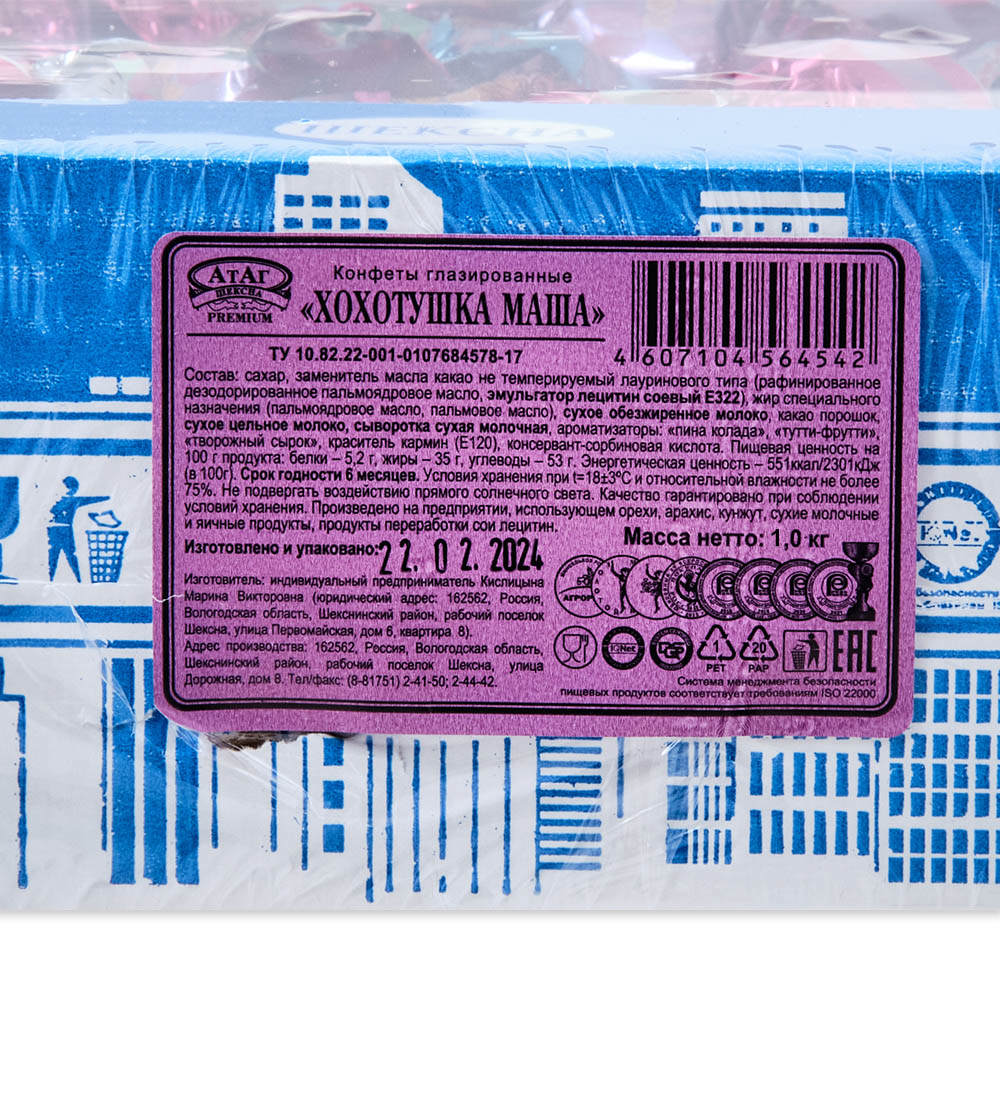 ШЕКСНА
АтАг
ШЕКСНА
PREMIUM
Конфеты глазированные
«ХОХОТУШКА МАША»
ТУ 10.82.22-001-0107684578-17
4 607104 564542
Состав: сахар, заменитель масла какао не темперируемый лауринового типа (рафинированное
дезодорированное пальмоядровое масло, эмульгатор лецитин соевый Е322), жир специального
назначения (пальмоядровое масло, пальмовое масло), сухое обезжиренное молоко, какао порошок,
сухое цельное молоко, сыворотка сухая молочная, ароматизаторы: «пина колада», «тутти-фрутти»,
«творожный сырок», краситель кармин (Е120), консервант-сорбиновая кислота. Пищевая ценность на
100 г продукта: белки – 5,2 г, жиры – 35 г, углеводы – 53 г. Энергетическая ценность – 551ккал/2301кДж
(в 100г). Срок годности 6 месяцев. Условия хранения при t=18±3ºС и относительной влажности не более
75%. Не подвергать воздействию прямого солнечного света. Качество гарантировано при соблюдении
условий хранения. Произведено на предприятии, использующем орехи, арахис, кунжут, сухие молочные
и яичные продукты, продукты переработки сои лецитин.
Масса нетто: 1,0 кг
Изготовлено и упаковано: 22.02.2024
Изготовитель: индивидуальный предприниматель Кислицына
Марина Викторовна (юридический адрес: 162562, Россия,
Вологодская область, Шекснинский район, рабочий поселок
Шексна, улица Первомайская, дом 6, квартира 8).
Адрес производства: 162562, Россия, Вологодская область,
Шекснинский район, рабочий поселок Шексна, улица
Дорожная, дом 8. Тел/факс: (8-81751) 2-41-50; 2-44-42.
IQNet
PET
20
PAP
EAC
Система менеджмента безопасности
пищевых продуктов соответствует требованиям ISO 22000
IQNet
безопасности